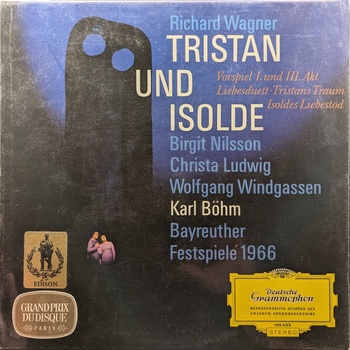 Richard Wagner
TRISTAN
UND
ISOLDE
Vorspiel I. und III. Akt
Liebesduett Tristans Traum
Isoldes Liebestod
Birgit Nilsson
Christa Ludwig
Wolfgang Windgassen
Karl Böhm
Bayreuther
Festspiele 1966
EDISON
GRAND PRIX
DU DISQUE
PARIS
Deutsche
Grammophon
STEREO